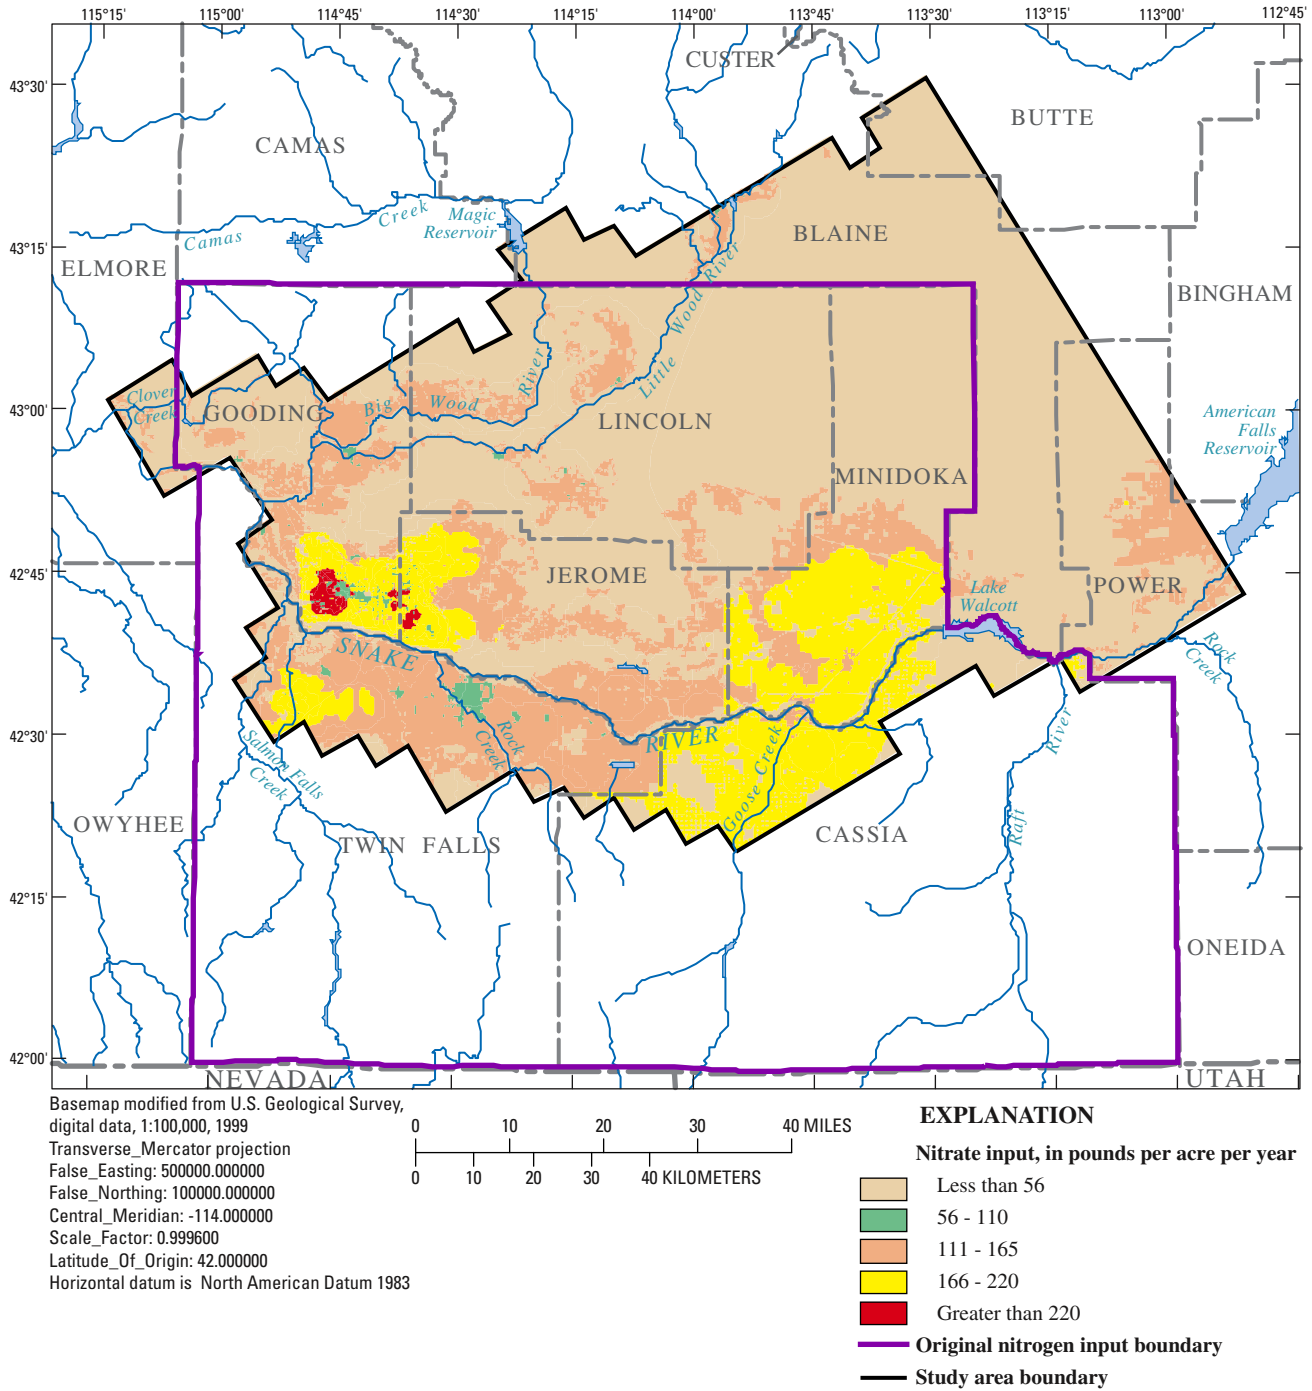 115°15' 115°00' 114°45' 114°30' 114°15' 114°00' 113°45' 113°30' 113°15' 113°00' 112°45'
43°30'
43°15'
43°00'
42°45'
42°30'
42°15'
42°00'
CUSTER
BUTTE
CAMAS
Camas Creek
Magic
Reservoir
BLAINE
ELMORE
BINGHAM
Little Wood River
Clover
Creek
GOODING
Big Wood River
LINCOLN
American
Falls
Reservoir
MINIDOKA
JEROME
POWER
Lake
Walcott
SNAKE RIVER
Rock
Creek
Rock
Creek
Salmon Falls
Creek
Goose Creek
Raft River
OWYHEE
TWIN FALLS
CASSIA
ONEIDA
NEVADA
UTAH
Basemap modified from U.S. Geological Survey,
digital data, 1:100,000, 1999
Transverse_Mercator projection
False_Easting: 500000.000000
False_Northing: 100000.000000
Central_Meridian: -114.000000
Scale_Factor: 0.999600
Latitude_Of_Origin: 42.000000
Horizontal datum is North American Datum 1983
0 10 20 30 40 MILES
0 10 20 30 40 KILOMETERS
EXPLANATION
Nitrate input, in pounds per acre per year
Less than 56
56 - 110
111 - 165
166 - 220
Greater than 220
Original nitrogen input boundary
Study area boundary